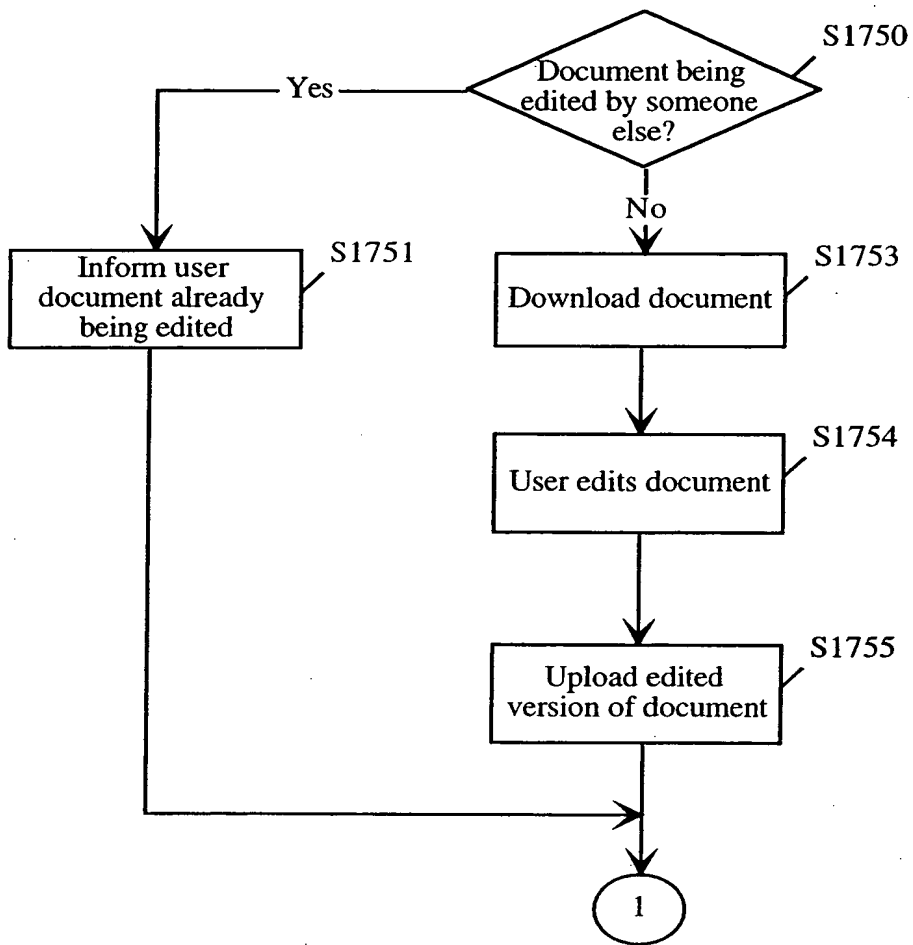 S1750
Document being
edited by someone
else?
Yes
No
S1751
Inform user
document already
being edited
S1753
Download document
S1754
User edits document
S1755
Upload edited
version of document
1